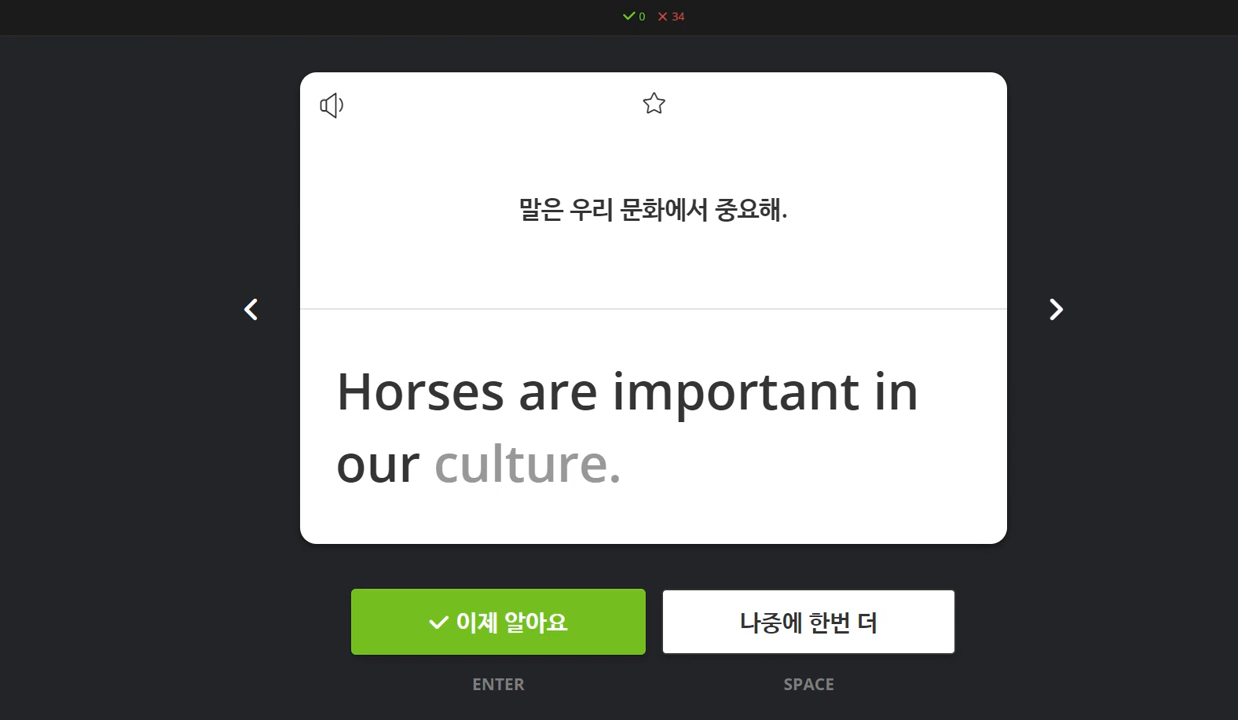 0 34
말은 우리 문화에서 중요해.
Horses are important in
our culture.
이제 알아요 나중에 한번 더
ENTER SPACE